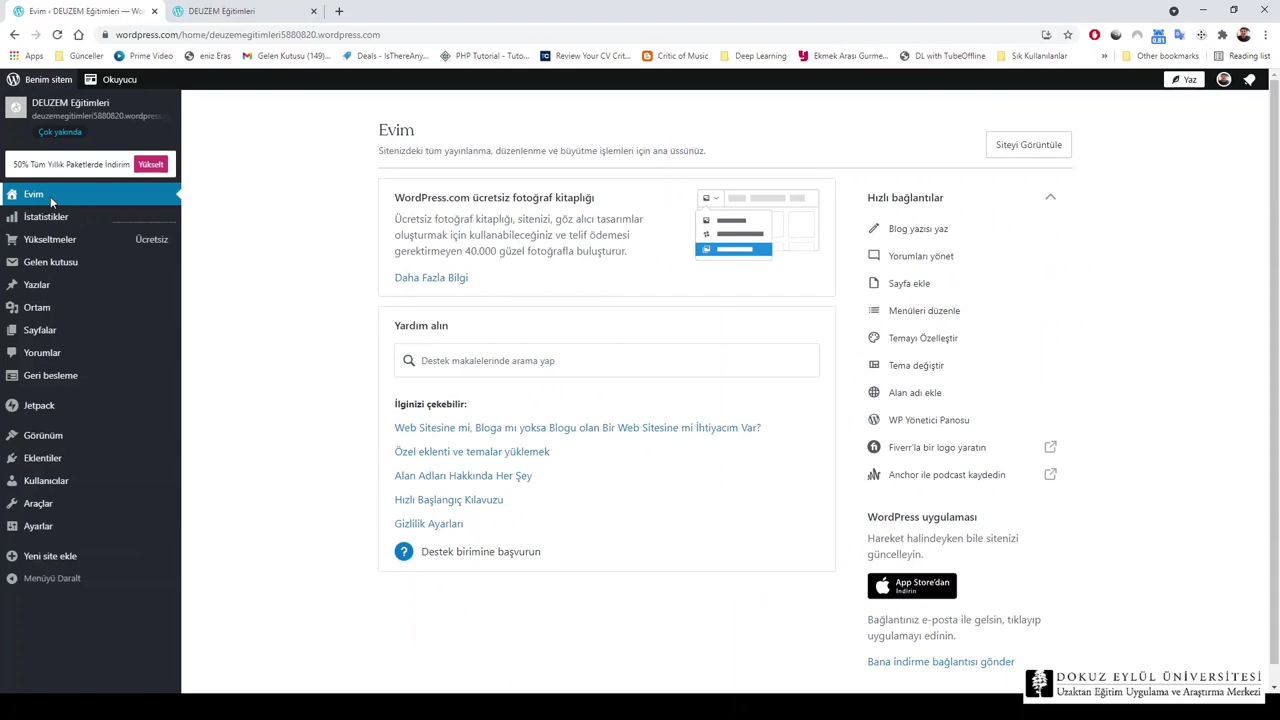 Evim ‹ DEUZEM Eğitimleri — Wo
DEUZEM Eğitimleri
wordpress.com/home/deuzemegitimleri5880820.wordpress.com
Apps
Günceller
Prime Video
eniz Eras
Gelen Kutusu (149)...
Deals - IsThereAny...
PHP Tutorial - Tuto...
Review Your CV Crit...
Critic of Music
Deep Learning
Ekmek Arası Gurme...
DL with TubeOffline
Sık Kullanılanlar
»
Other bookmarks
Reading list
Benim sitem
Okuyucu
Yaz
DEUZEM Eğitimleri
deuzemegitimleri5880820.wordpress.
Çok yakında
50% Tüm Yıllık Paketlerde İndirim
Yükselt
Evim
İstatistikler
Yükseltmeler
Ücretsiz
Gelen kutusu
Yazılar
Ortam
Sayfalar
Yorumlar
Geri besleme
Jetpack
Görünüm
Eklentiler
Kullanıcılar
Araçlar
Ayarlar
Yeni site ekle
Menüyü Daralt
Evim
Sitenizdeki tüm yayınlama, düzenleme ve büyütme işlemleri için ana üssünüz.
Siteyi Görüntüle
WordPress.com ücretsiz fotoğraf kitaplığı
Ücretsiz fotoğraf kitaplığı, sitenizi, göz alıcı tasarımlar
oluşturmak için kullanabileceğiniz ve telif ödemesi
gerektirmeyen 40.000 güzel fotoğrafla buluşturur.
Daha Fazla Bilgi
Yardım alın
Destek makalelerinde arama yap
İlginizi çekebilir:
Web Sitesine mi, Bloga mı yoksa Blogu olan Bir Web Sitesine mi İhtiyacım Var?
Özel eklenti ve temalar yüklemek
Alan Adları Hakkında Her Şey
Hızlı Başlangıç Kılavuzu
Gizlilik Ayarları
Destek birimine başvurun
Hızlı bağlantılar
Blog yazısı yaz
Yorumları yönet
Sayfa ekle
Menüleri düzenle
Temayı Özelleştir
Tema değiştir
Alan adı ekle
WP Yönetici Panosu
Fiverr'la bir logo yaratın
Anchor ile podcast kaydedin
WordPress uygulaması
Hareket halindeyken bile sitenizi
güncelleyin.
App Store'dan
İndirin
Bağlantınız e-posta ile gelsin, tıklayıp
uygulamayı edinin.
Bana indirme bağlantısı gönder
DOKUZ EYLÜL ÜNİVERSİTESİ
Uzaktan Eğitim Uygulama ve Araştırma Merkezi